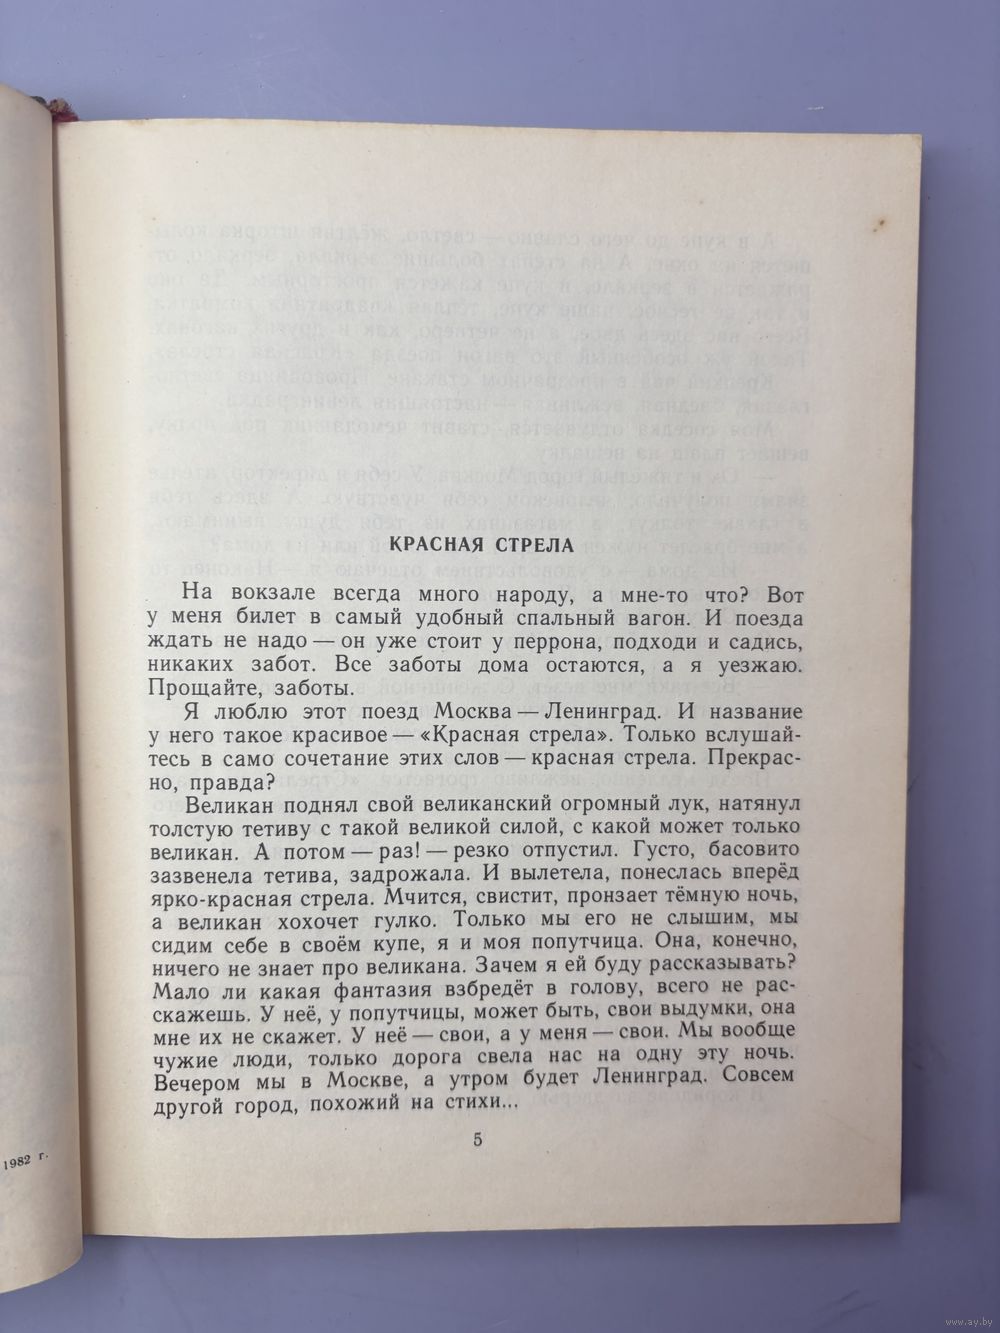 КРАСНАЯ СТРЕЛА
На вокзале всегда много народу, а мне-то что? Вот
у меня билет в самый удобный спальный вагон. И поезда
ждать не надо — он уже стоит у перрона, подходи и садись,
никаких забот. Все заботы дома остаются, а я уезжаю.
Прощайте, заботы.
Я люблю этот поезд Москва — Ленинград. И название
у него такое красивое — «Красная стрела». Только вслушай-
тесь в само сочетание этих слов — красная стрела. Прекрас-
но, правда?
Великан поднял свой великанский огромный лук, натянул
толстую тетиву с такой великой силой, с какой может только
великан. А потом — раз! — резко отпустил. Густо, басовито
зазвенела тетива, задрожала. И вылетела, понеслась вперёд
ярко-красная стрела. Мчится, свистит, пронзает тёмную ночь,
а великан хохочет гулко. Только мы его не слышим, мы
сидим себе в своём купе, я и моя попутчица. Она, конечно,
ничего не знает про великана. Зачем я ей буду рассказывать?
Мало ли какая фантазия взбредёт в голову, всего не рас-
скажешь. У неё, у попутчицы, может быть, свои выдумки, она
мне их не скажет. У неё — свои, а у меня — свои. Мы вообще
чужие люди, только дорога свела нас на одну эту ночь.
Вечером мы в Москве, а утром будет Ленинград. Совсем
другой город, похожий на стихи...
5
1982 г.
www.ay.by